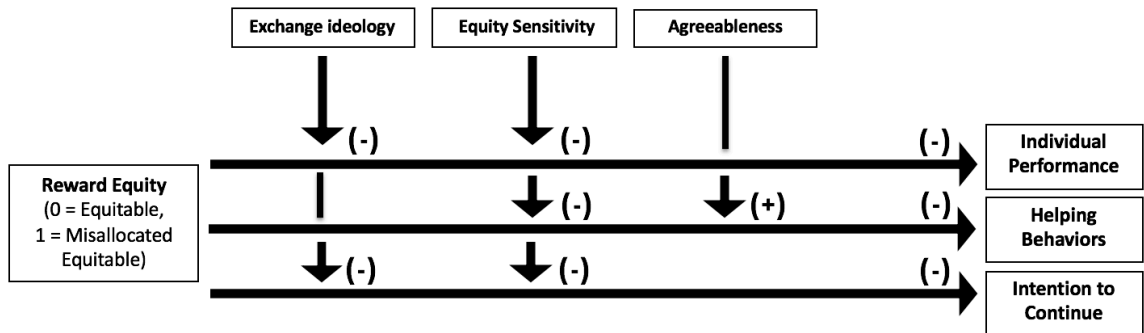 Exchange ideology
Equity Sensitivity
Agreeableness
(-)
(-)
(-)
Individual
Performance
Reward Equity
(0 = Equitable,
1 = Misallocated
Equitable)
(-)
(+)
(-)
Helping
Behaviors
(-)
(-)
(-)
Intention to
Continue